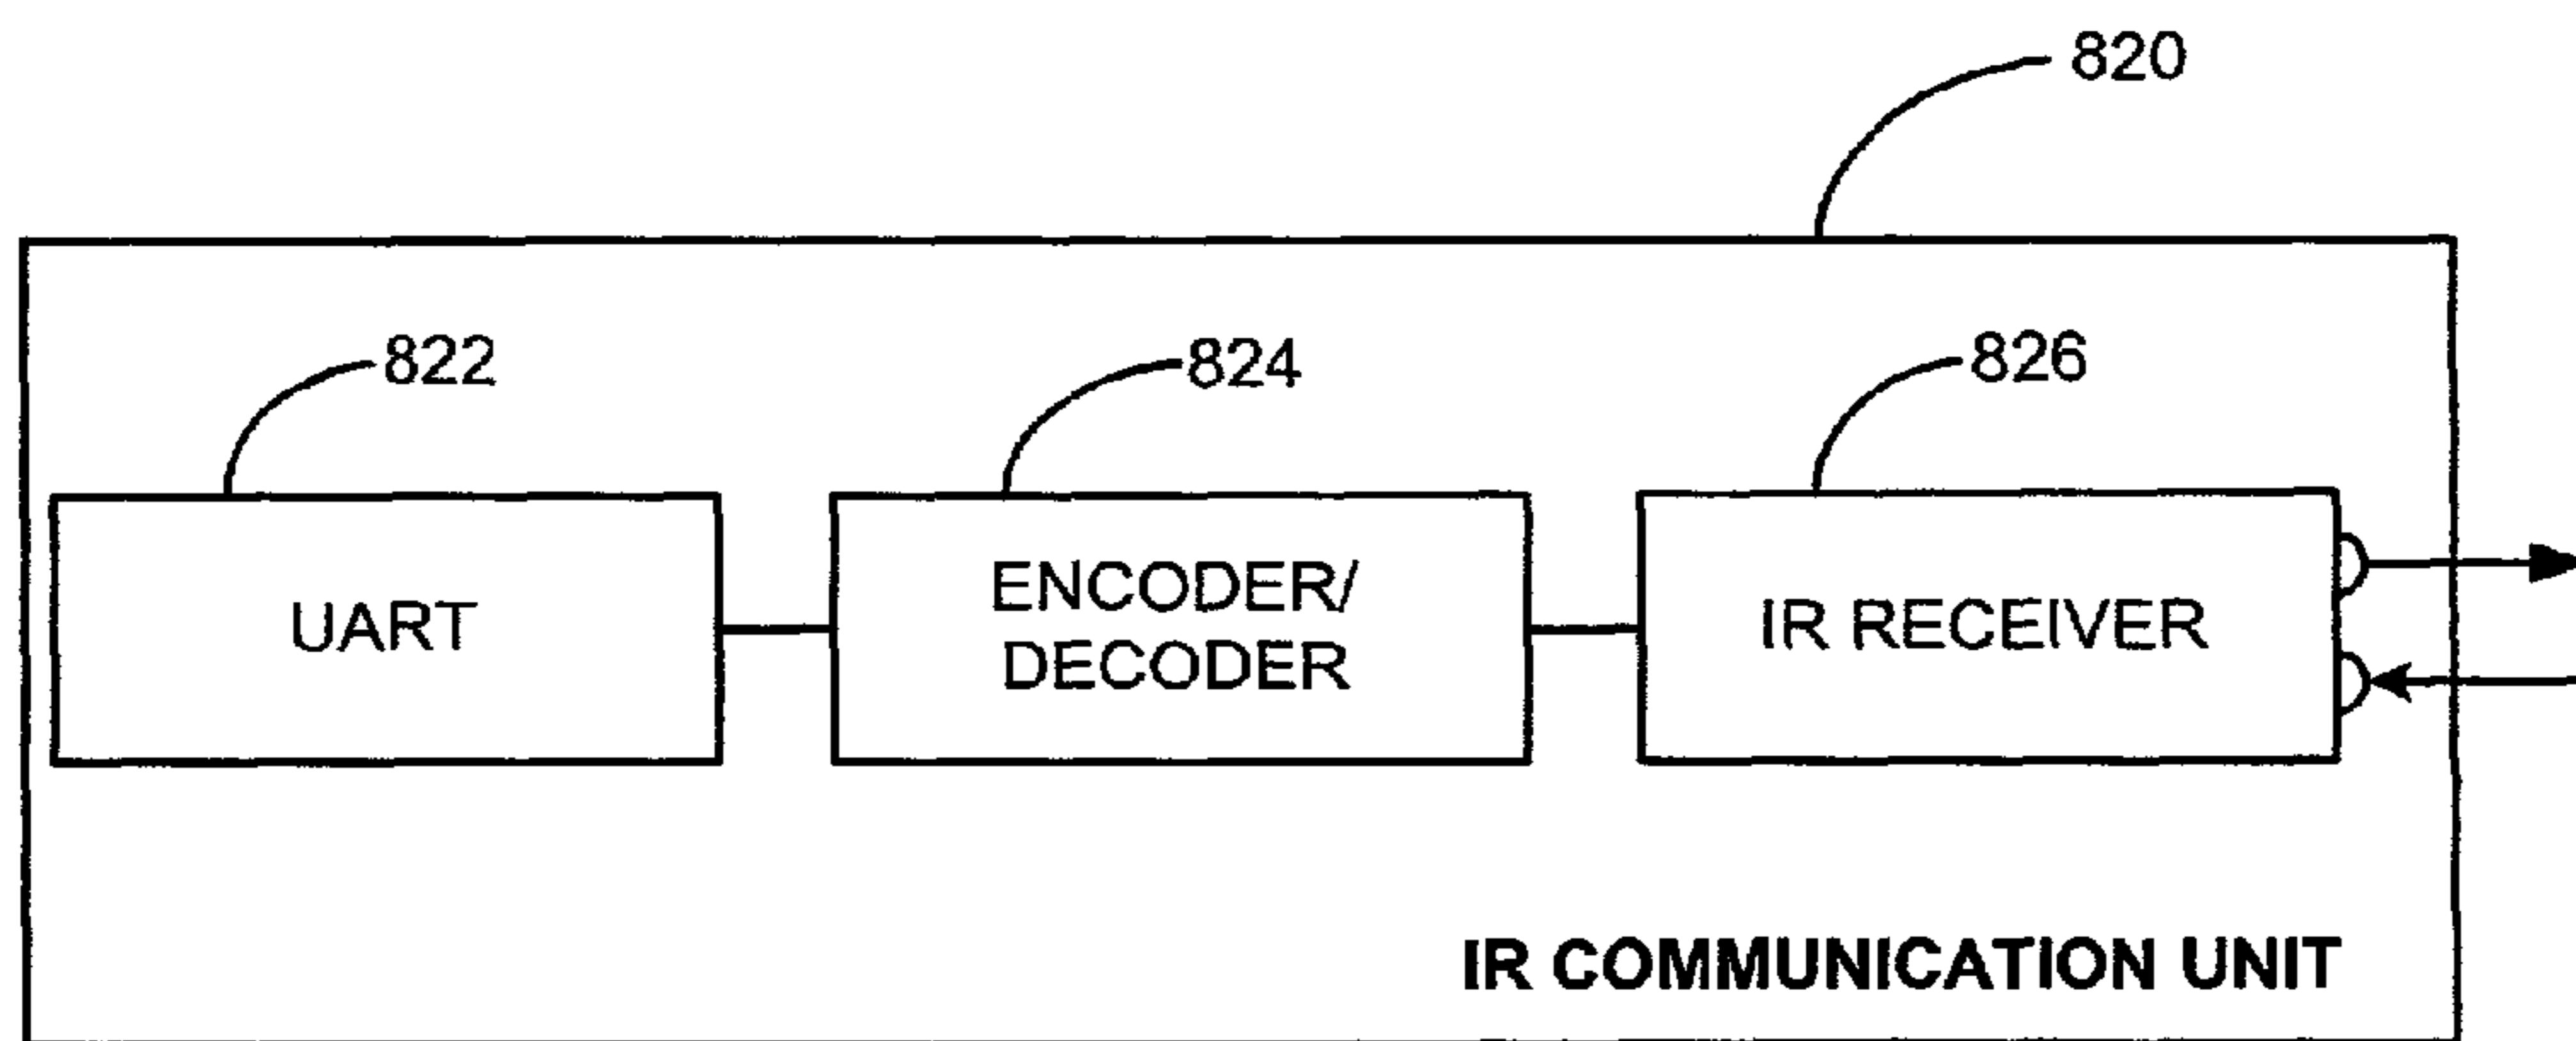 820
822
824
826
UART
ENCODER/
DECODER
IR RECEIVER
IR COMMUNICATION UNIT